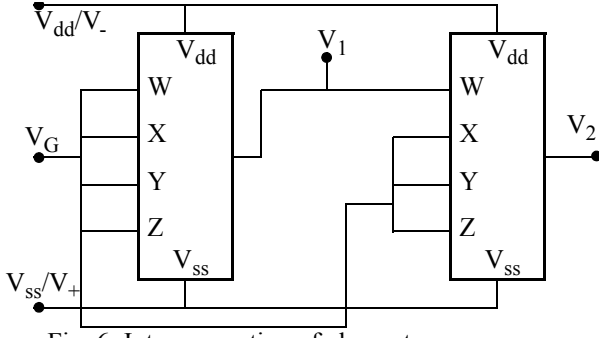 V_dd/V_-
V_dd
V_1
V_dd
W
W
X
X
V_G
V_2
Y
Y
Z
Z
V_ss
V_ss
V_ss/V_+